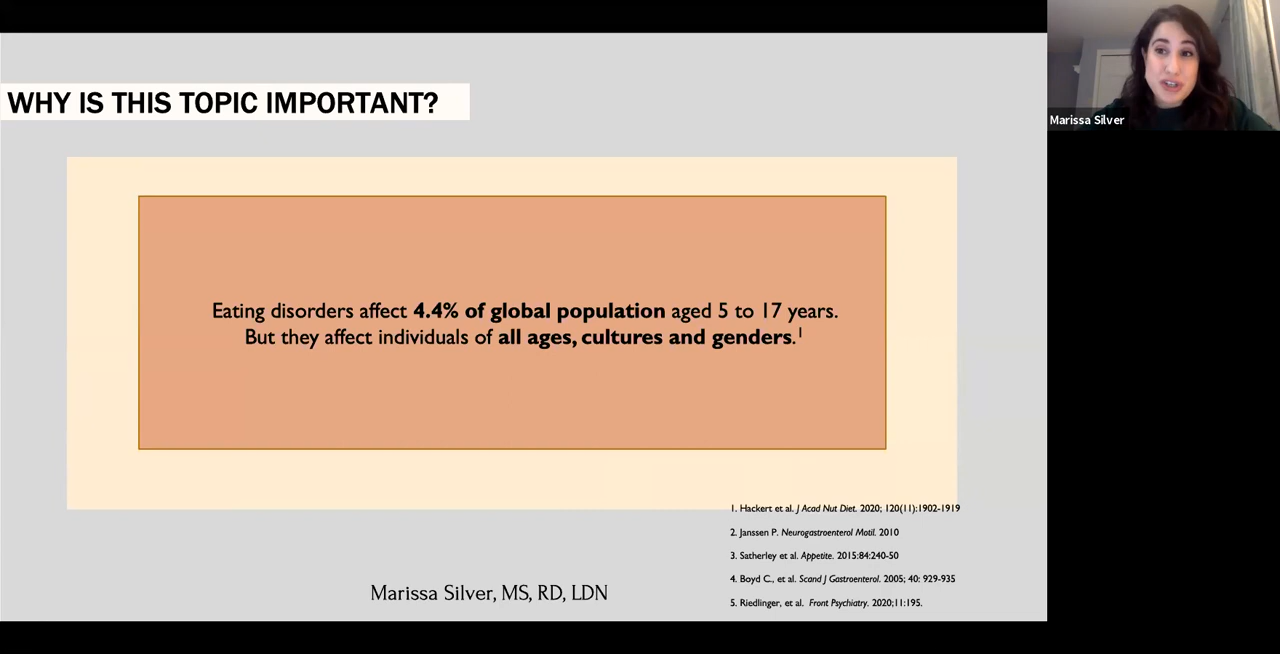 WHY IS THIS TOPIC IMPORTANT?
Marissa Silver
Eating disorders affect 4.4% of global population aged 5 to 17 years.
But they affect individuals of all ages, cultures and genders.¹
1. Hackert et al. J Acad Nut Diet. 2020; 120(11):1902-1919
2. Janssen P. Neurogastroenterol Motil. 2010
3. Satherley et al. Appetite. 2015:84:240-50
4. Boyd C., et al. Scand J Gastroenterol. 2005; 40: 929-935
5. Riedlinger, et al. Front Psychiatry. 2020;11:195.
Marissa Silver, MS, RD, LDN